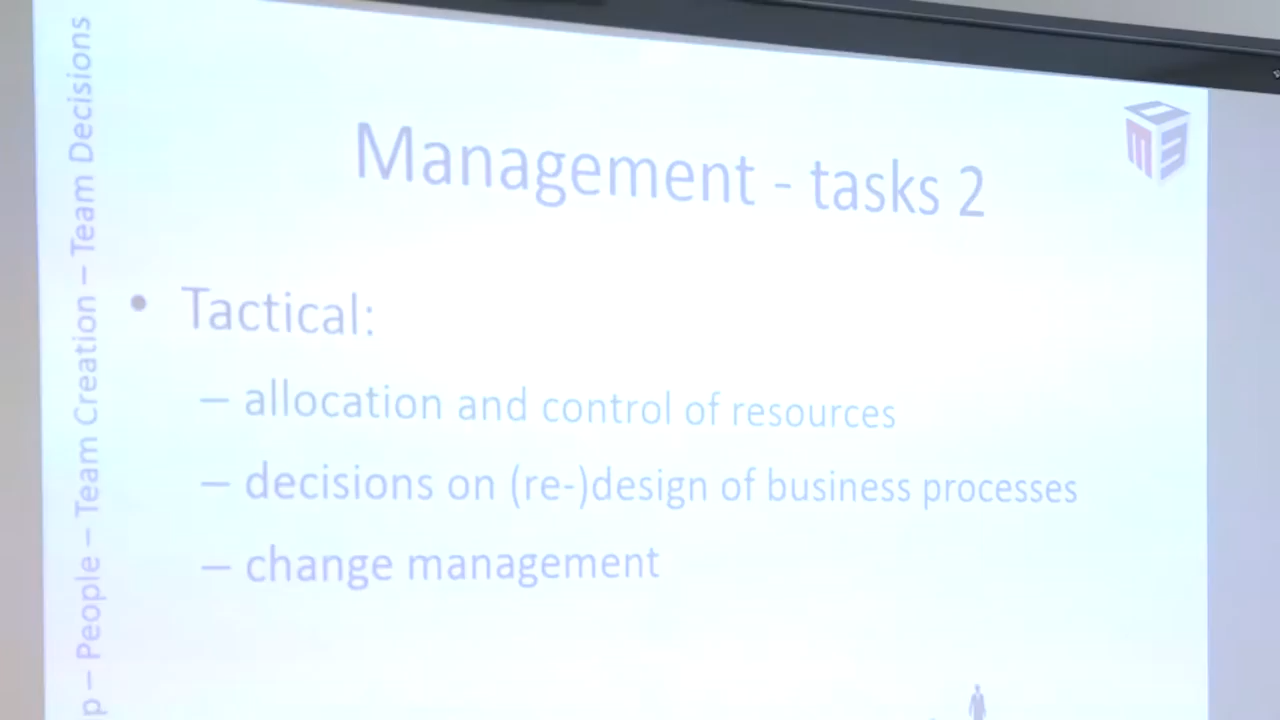 Management - tasks 2
• Tactical:
– allocation and control of resources
– decisions on (re-)design of business processes
– change management
p – People – Team Creation – Team Decisions
M3